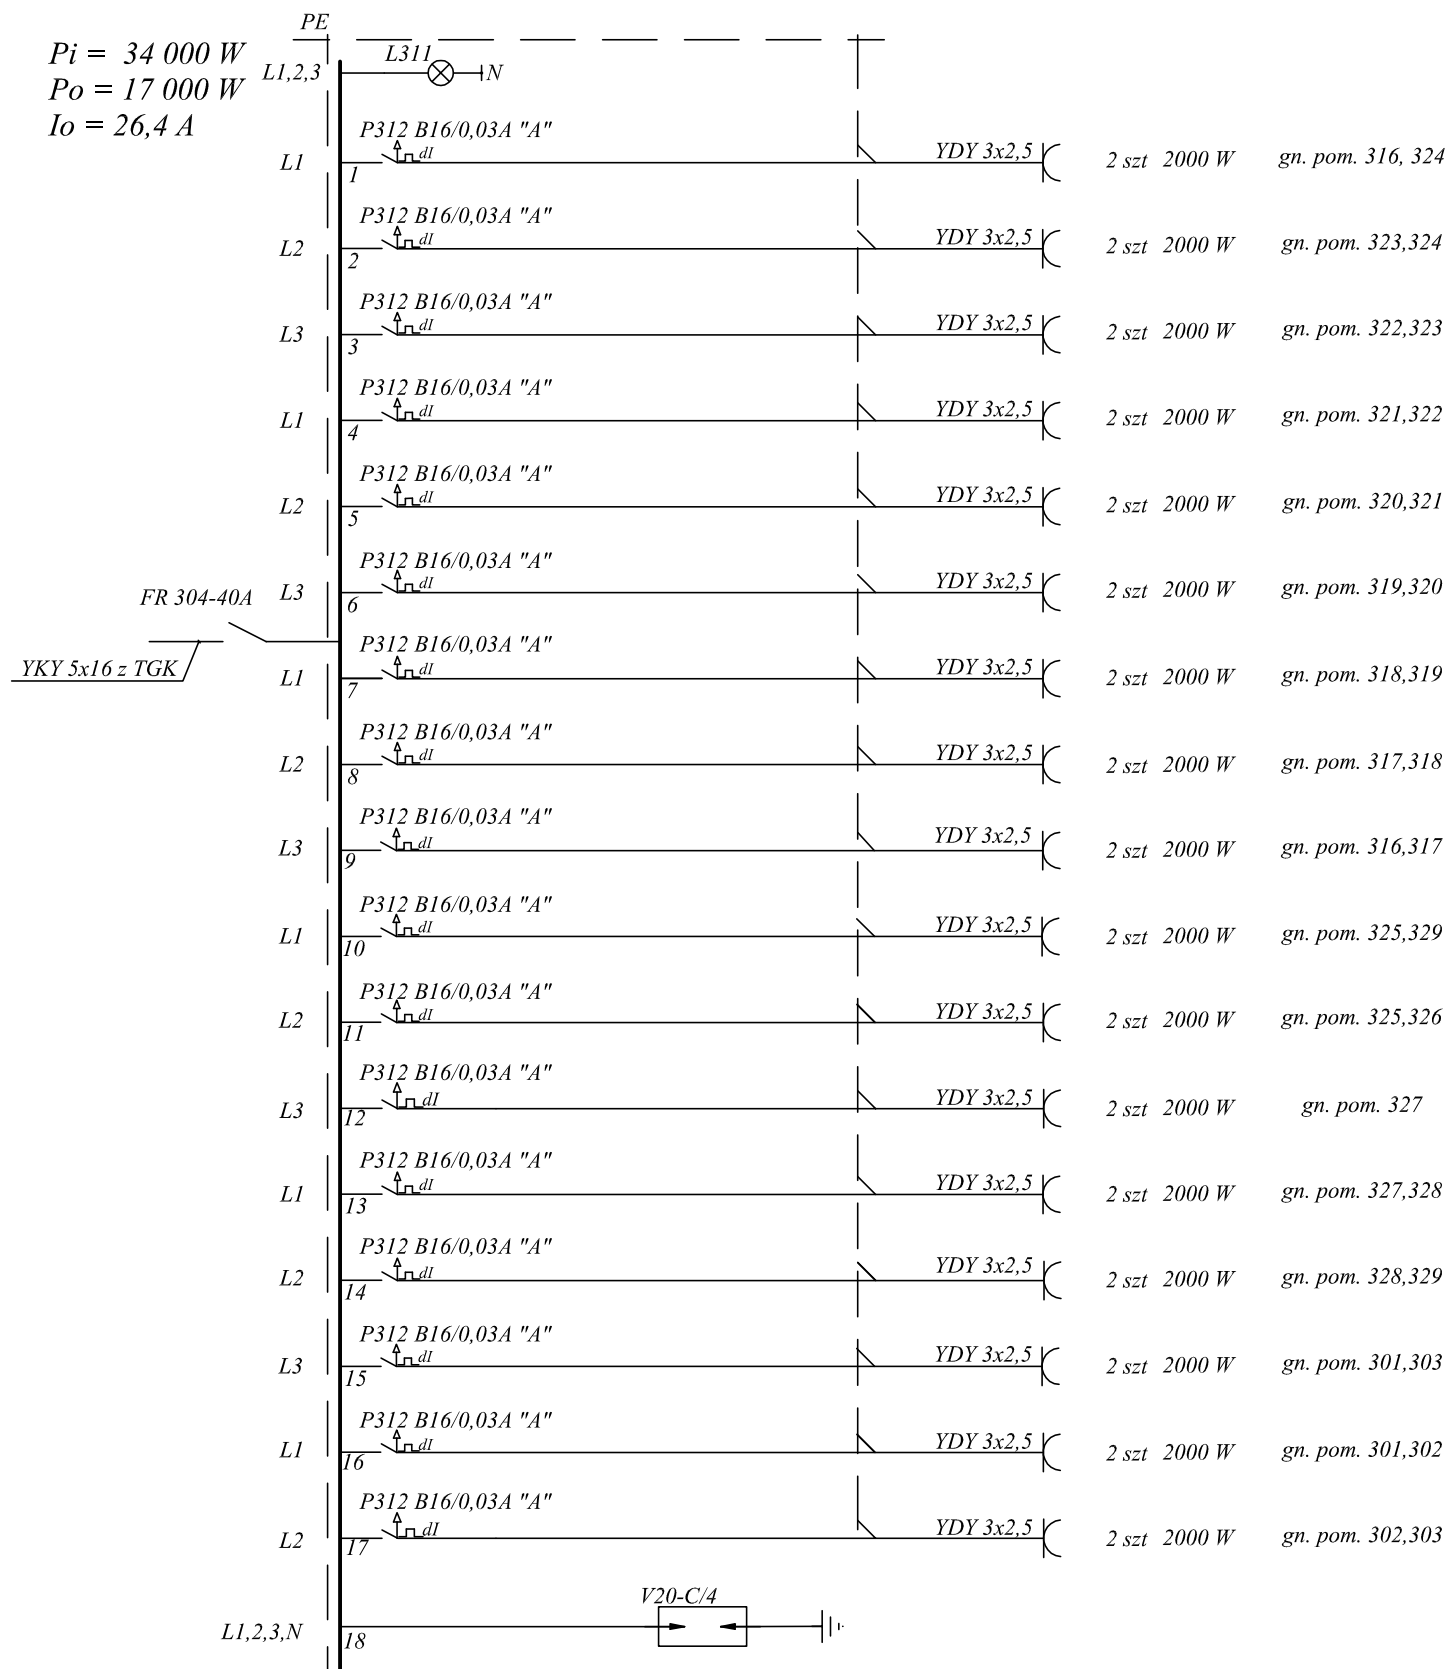 PE
Pi = 34 000 W
Po = 17 000 W
Io = 26,4 A
L1,2,3
L311
N
P312 B16/0,03A "A"
L1 1 dI YDY 3x2,5 2 szt 2000 W gn. pom. 316, 324
P312 B16/0,03A "A"
L2 2 dI YDY 3x2,5 2 szt 2000 W gn. pom. 323,324
P312 B16/0,03A "A"
L3 3 dI YDY 3x2,5 2 szt 2000 W gn. pom. 322,323
P312 B16/0,03A "A"
L1 4 dI YDY 3x2,5 2 szt 2000 W gn. pom. 321,322
P312 B16/0,03A "A"
L2 5 dI YDY 3x2,5 2 szt 2000 W gn. pom. 320,321
P312 B16/0,03A "A"
L3 6 dI YDY 3x2,5 2 szt 2000 W gn. pom. 319,320
FR 304-40A
YKY 5x16 z TGK
P312 B16/0,03A "A"
L1 7 dI YDY 3x2,5 2 szt 2000 W gn. pom. 318,319
P312 B16/0,03A "A"
L2 8 dI YDY 3x2,5 2 szt 2000 W gn. pom. 317,318
P312 B16/0,03A "A"
L3 9 dI YDY 3x2,5 2 szt 2000 W gn. pom. 316,317
P312 B16/0,03A "A"
L1 10 dI YDY 3x2,5 2 szt 2000 W gn. pom. 325,329
P312 B16/0,03A "A"
L2 11 dI YDY 3x2,5 2 szt 2000 W gn. pom. 325,326
P312 B16/0,03A "A"
L3 12 dI YDY 3x2,5 2 szt 2000 W gn. pom. 327
P312 B16/0,03A "A"
L1 13 dI YDY 3x2,5 2 szt 2000 W gn. pom. 327,328
P312 B16/0,03A "A"
L2 14 dI YDY 3x2,5 2 szt 2000 W gn. pom. 328,329
P312 B16/0,03A "A"
L3 15 dI YDY 3x2,5 2 szt 2000 W gn. pom. 301,303
P312 B16/0,03A "A"
L1 16 dI YDY 3x2,5 2 szt 2000 W gn. pom. 301,302
P312 B16/0,03A "A"
L2 17 dI YDY 3x2,5 2 szt 2000 W gn. pom. 302,303
V20-C/4
L1,2,3,N 18